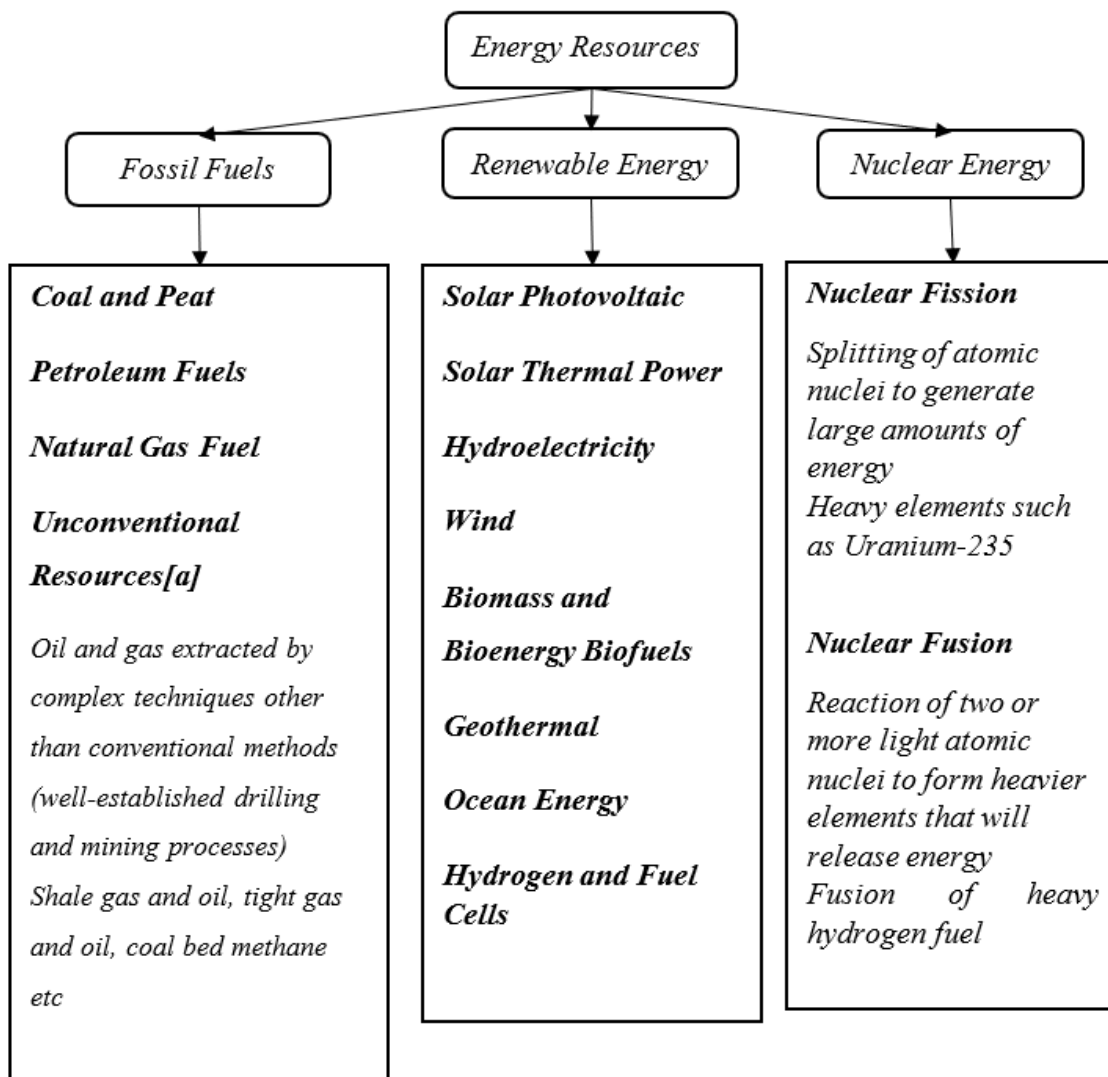 Energy Resources
Fossil Fuels
Renewable Energy
Nuclear Energy
Coal and Peat
Petroleum Fuels
Natural Gas Fuel
Unconventional
Resources[a]
Oil and gas extracted by
complex techniques other
than conventional methods
(well-established drilling
and mining processes)
Shale gas and oil, tight gas
and oil, coal bed methane
etc
Solar Photovoltaic
Solar Thermal Power
Hydroelectricity
Wind
Biomass and
Bioenergy Biofuels
Geothermal
Ocean Energy
Hydrogen and Fuel
Cells
Nuclear Fission
Splitting of atomic
nuclei to generate
large amounts of
energy
Heavy elements such
as Uranium-235
Nuclear Fusion
Reaction of two or
more light atomic
nuclei to form heavier
elements that will
release energy
Fusion of heavy
hydrogen fuel